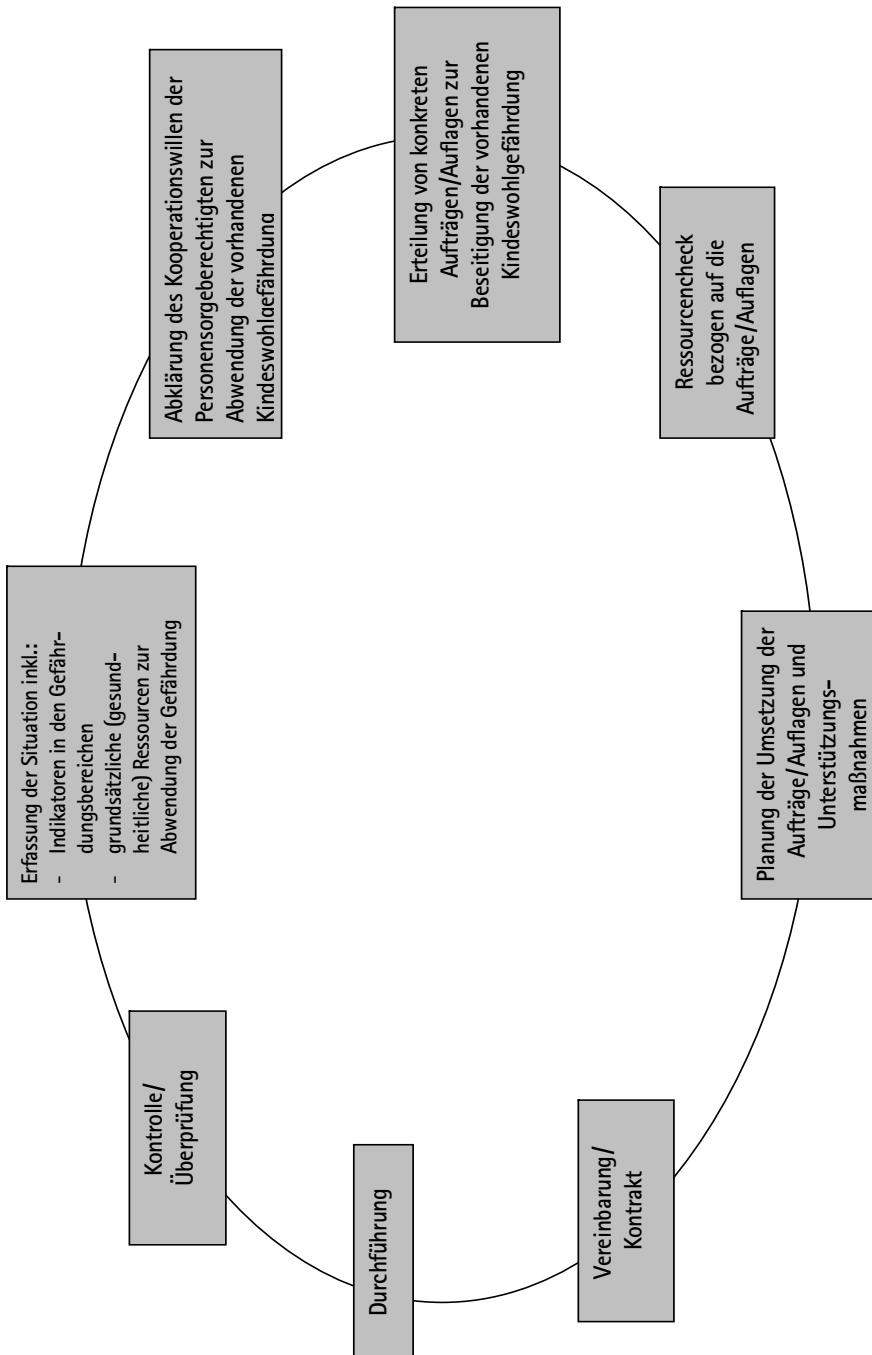 Erfassung der Situation inkl.:
- Indikatoren in den Gefähr-
dungsbereichen
- grundsätzliche (gesund-
heitliche) Ressourcen zur
Abwendung der Gefährdung
Abklärung des Kooperationswillen der
Personensorgeberechtigten zur
Abwendung der vorhandenen
Kindeswohlgefährdung
Erteilung von konkreten
Aufträgen/Auflagen zur
Beseitigung der vorhandenen
Kindeswohlgefährdung
Ressourcencheck
bezogen auf die
Aufträge/Auflagen
Planung der Umsetzung der
Aufträge/Auflagen und
Unterstützungs-
maßnahmen
Vereinbarung/
Kontrakt
Durchführung
Kontrolle/
Überprüfung